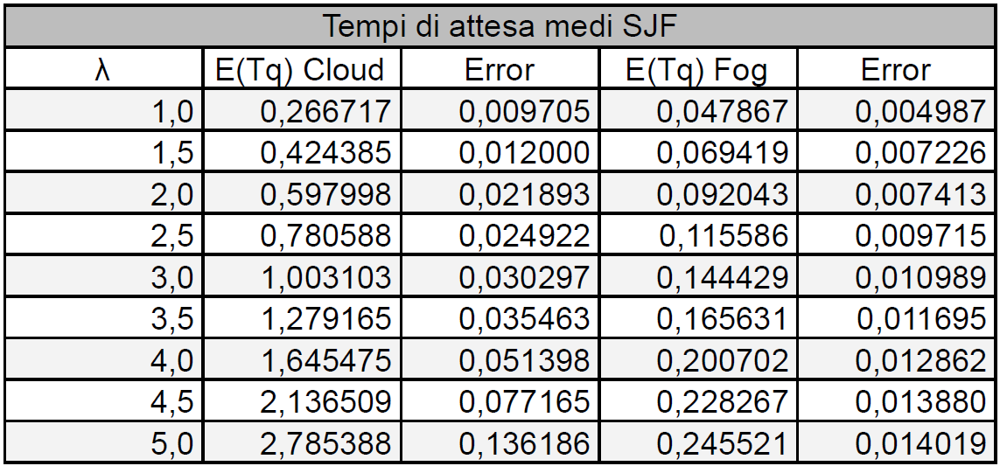 Tempi di attesa medi SJF
λ E(Tq) Cloud Error E(Tq) Fog Error
1,0 0,266717 0,009705 0,047867 0,004987
1,5 0,424385 0,012000 0,069419 0,007226
2,0 0,597998 0,021893 0,092043 0,007413
2,5 0,780588 0,024922 0,115586 0,009715
3,0 1,003103 0,030297 0,144429 0,010989
3,5 1,279165 0,035463 0,165631 0,011695
4,0 1,645475 0,051398 0,200702 0,012862
4,5 2,136509 0,077165 0,228267 0,013880
5,0 2,785388 0,136186 0,245521 0,014019